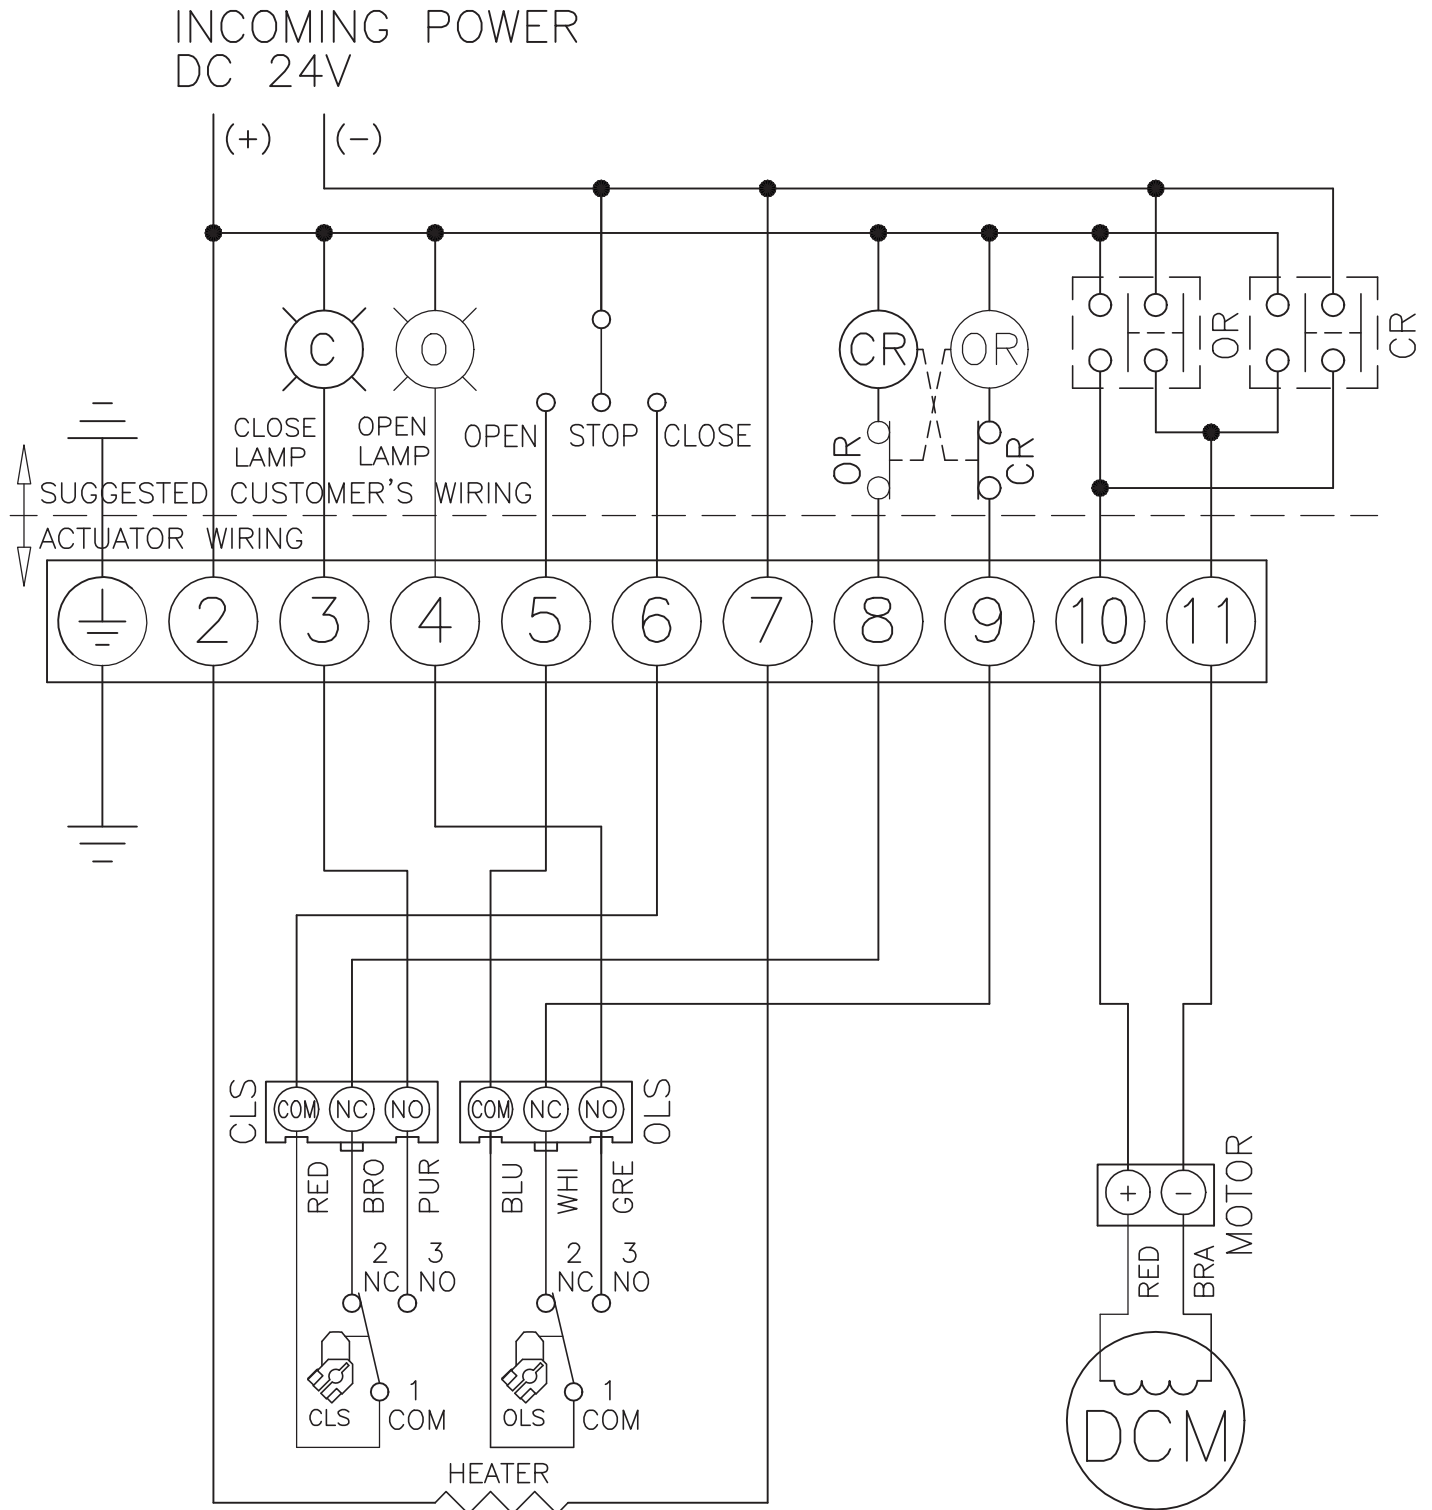 INCOMING POWER
DC 24V
(+)
(-)
C
O
CR
OR
OR
CR
CLOSE
LAMP
OPEN
LAMP
OPEN
STOP
CLOSE
OR
CR
SUGGESTED CUSTOMER'S WIRING
ACTUATOR WIRING
2
3
4
5
6
7
8
9
10
11
CLS
COM
NC
NO
COM
NC
NO
OLS
RED
BRO
PUR
BLU
WHI
GRE
2
NC
3
NO
2
NC
3
NO
CLS
1
COM
OLS
1
COM
HEATER
+
-
MOTOR
RED
BRA
DCM